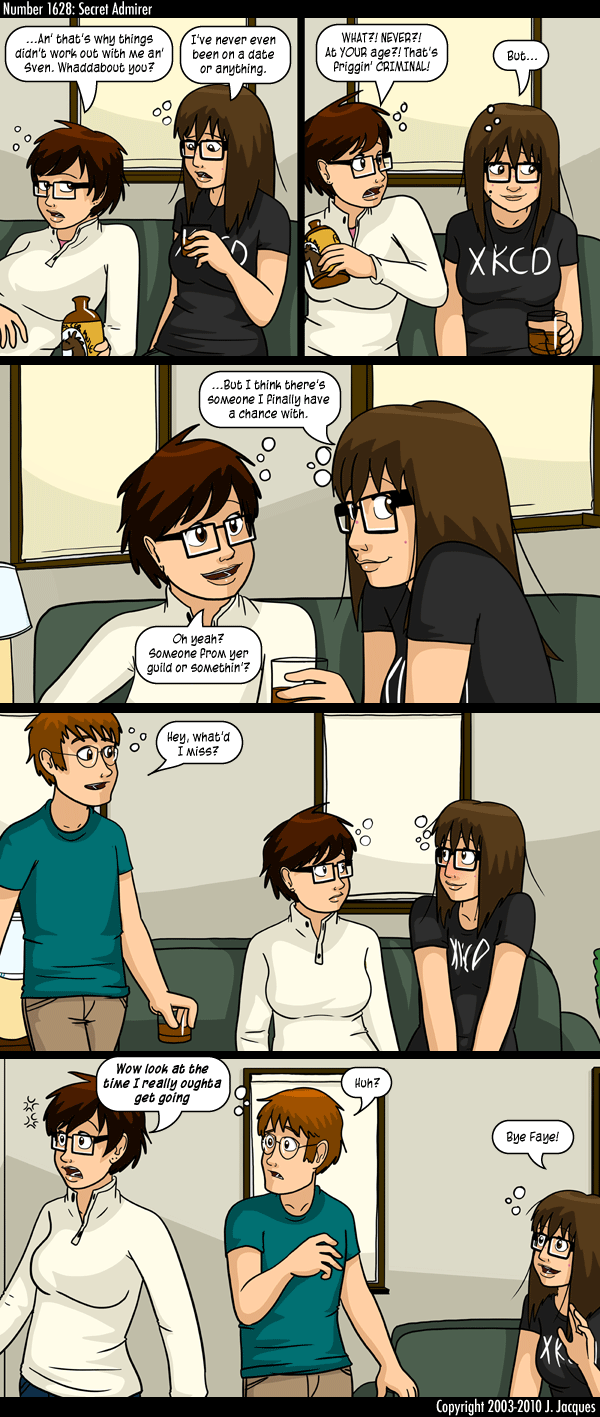 Number 1628: Secret Admirer
...An' that's why things
didn't work out with me an'
Sven. Whaddabout you?
I've never even
been on a date
or anything.
XKCD
WHAT?! NEVER?!
At YOUR age?! That's
friggin' CRIMINAL!
But...
XKCD
...But I think there's
someone I finally have
a chance with.
Oh yeah?
Someone from yer
guild or somethin'?
Hey, what'd
I miss?
XKCD
Wow look at the
time I really oughta
get going
Huh?
Bye Faye!
XKC
Copyright 2003-2010 J. Jacques